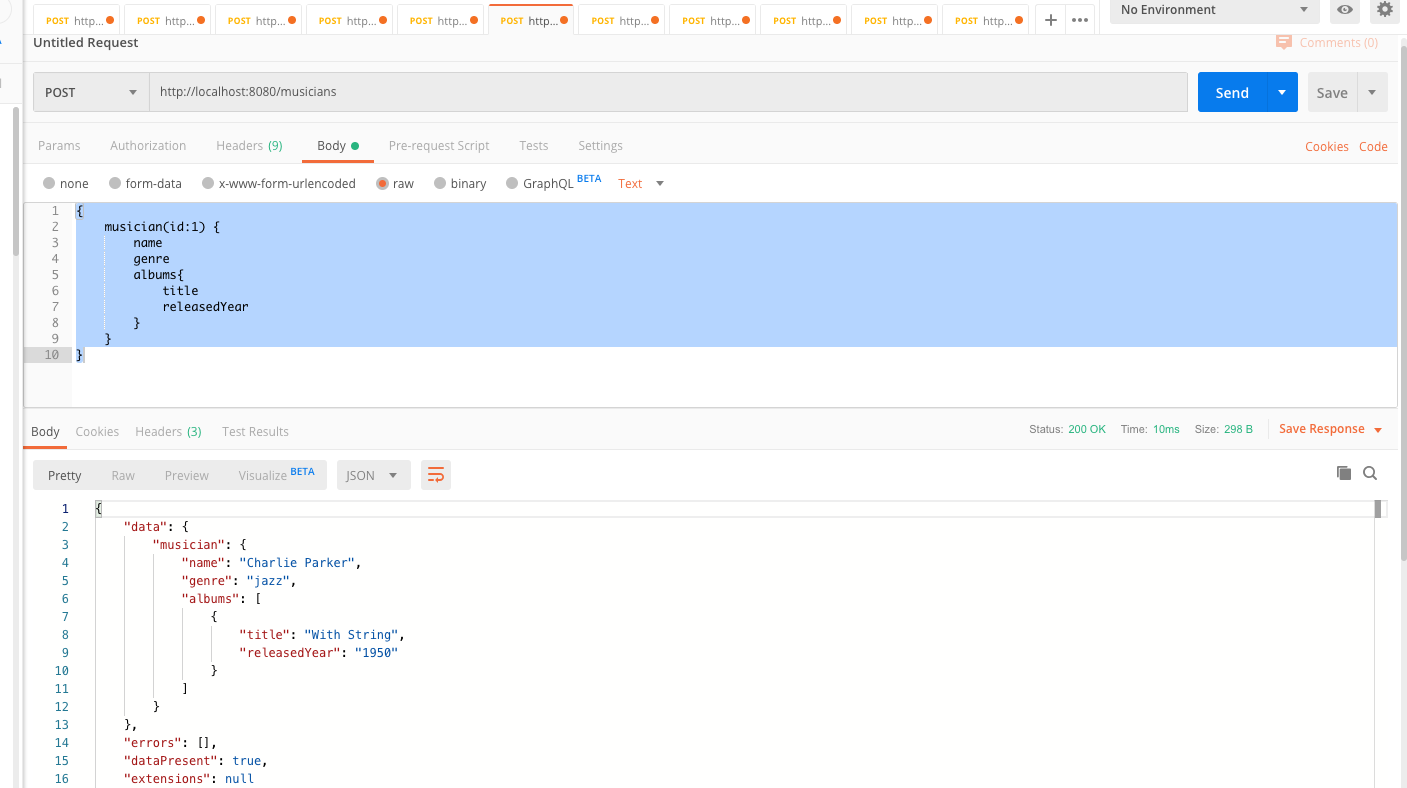 POST http... POST http... POST http... POST http... POST http... POST http... POST http... POST http... POST http... POST http... POST http... + ••• No Environment
Untitled Request Comments (0)
POST http://localhost:8080/musicians Send Save
Params Authorization Headers (9) Body Pre-request Script Tests Settings Cookies Code
none form-data x-www-form-urlencoded raw binary GraphQL BETA Text
1 {
2 musician(id:1) {
3 name
4 genre
5 albums{
6 title
7 releasedYear
8 }
9 }
10 }
Body Cookies Headers (3) Test Results Status: 200 OK Time: 10ms Size: 298 B Save Response
Pretty Raw Preview Visualize BETA JSON
1 {
2 "data": {
3 "musician": {
4 "name": "Charlie Parker",
5 "genre": "jazz",
6 "albums": [
7 {
8 "title": "With String",
9 "releasedYear": "1950"
10 }
11 ]
12 }
13 },
14 "errors": [],
15 "dataPresent": true,
16 "extensions": null